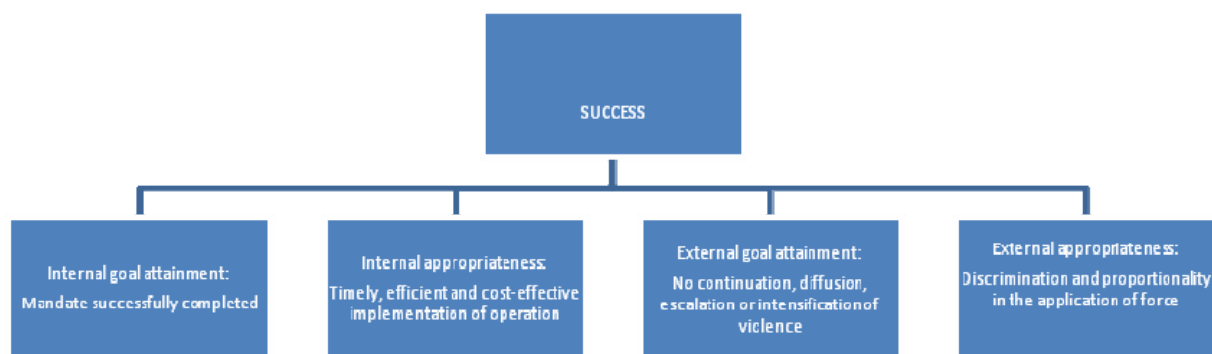 SUCCESS
Internal goal attainment:
Mandate successfully completed
Internal appropriateness:
Timely, efficient and cost-effective
implementation of operation
External goal attainment:
No continuation, diffusion,
escalation or intensification of
violence
External appropriateness:
Discrimination and proportionality
in the application of force